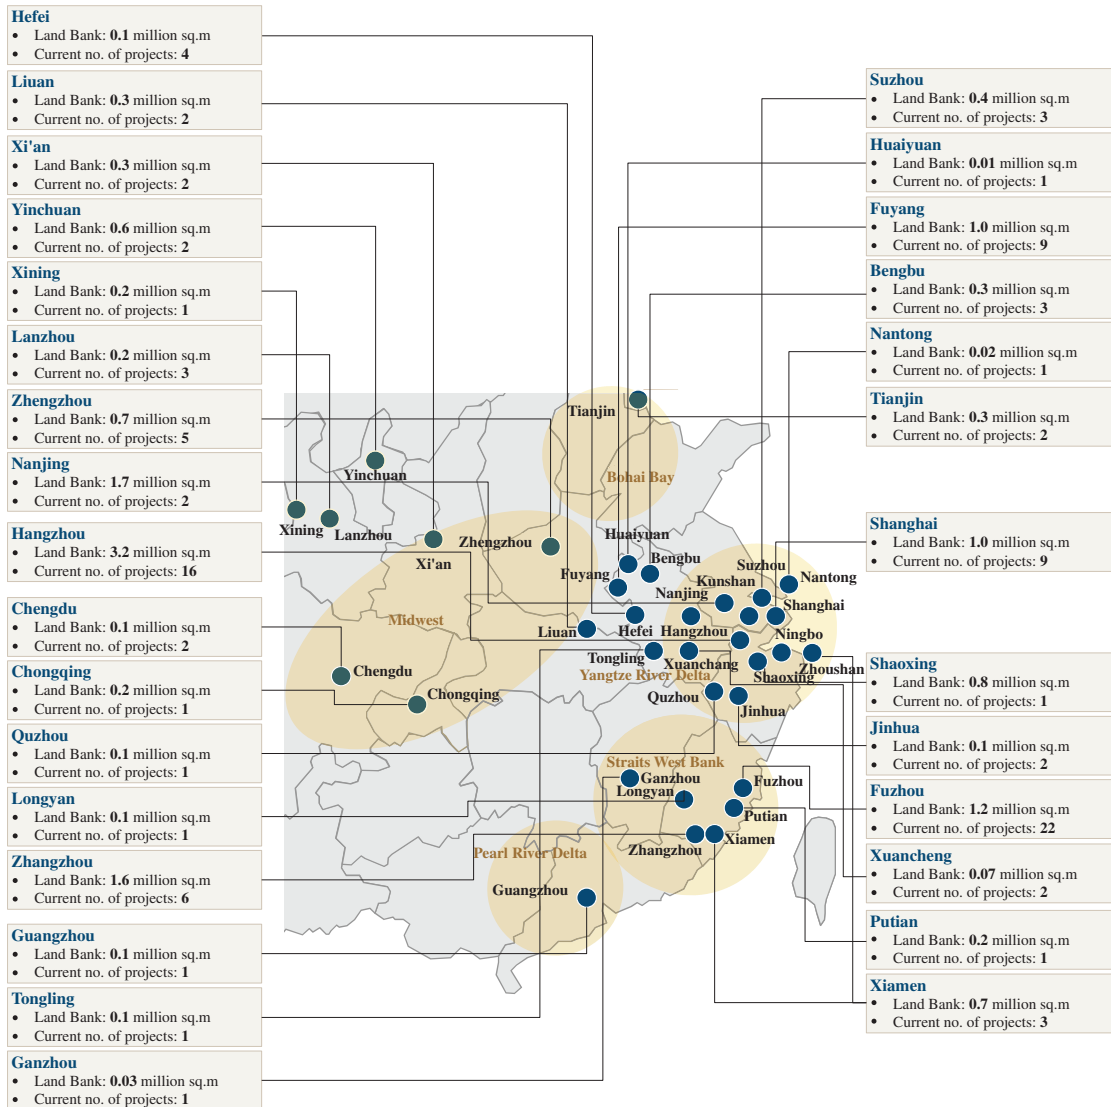 Hefei
• Land Bank: 0.1 million sq.m
• Current no. of projects: 4
Liuan
• Land Bank: 0.3 million sq.m
• Current no. of projects: 2
Xi'an
• Land Bank: 0.3 million sq.m
• Current no. of projects: 2
Yinchuan
• Land Bank: 0.6 million sq.m
• Current no. of projects: 2
Xining
• Land Bank: 0.2 million sq.m
• Current no. of projects: 1
Lanzhou
• Land Bank: 0.2 million sq.m
• Current no. of projects: 3
Zhengzhou
• Land Bank: 0.7 million sq.m
• Current no. of projects: 5
Nanjing
• Land Bank: 1.7 million sq.m
• Current no. of projects: 2
Hangzhou
• Land Bank: 3.2 million sq.m
• Current no. of projects: 16
Chengdu
• Land Bank: 0.1 million sq.m
• Current no. of projects: 2
Chongqing
• Land Bank: 0.2 million sq.m
• Current no. of projects: 1
Quzhou
• Land Bank: 0.1 million sq.m
• Current no. of projects: 1
Longyan
• Land Bank: 0.1 million sq.m
• Current no. of projects: 1
Zhangzhou
• Land Bank: 1.6 million sq.m
• Current no. of projects: 6
Guangzhou
• Land Bank: 0.1 million sq.m
• Current no. of projects: 1
Tongling
• Land Bank: 0.1 million sq.m
• Current no. of projects: 1
Ganzhou
• Land Bank: 0.03 million sq.m
• Current no. of projects: 1
Tianjin
Bohai Bay
Yinchuan
Xining
Lanzhou
Xi'an
Zhengzhou
Huaiyuan
Bengbu
Fuyang
Nanjing
Kunshan
Suzhou
Nantong
Shanghai
Midwest
Liuan
Hefei
Hangzhou
Ningbo
Tongling
Xuanchang
Zhoushan
Shaoxing
Yangtze River Delta
Chengdu
Chongqing
Quzhou
Jinhua
Straits West Bank
Ganzhou
Longyan
Fuzhou
Putian
Zhangzhou
Xiamen
Pearl River Delta
Guangzhou
Suzhou
• Land Bank: 0.4 million sq.m
• Current no. of projects: 3
Huaiyuan
• Land Bank: 0.01 million sq.m
• Current no. of projects: 1
Fuyang
• Land Bank: 1.0 million sq.m
• Current no. of projects: 9
Bengbu
• Land Bank: 0.3 million sq.m
• Current no. of projects: 3
Nantong
• Land Bank: 0.02 million sq.m
• Current no. of projects: 1
Tianjin
• Land Bank: 0.3 million sq.m
• Current no. of projects: 2
Shanghai
• Land Bank: 1.0 million sq.m
• Current no. of projects: 9
Shaoxing
• Land Bank: 0.8 million sq.m
• Current no. of projects: 1
Jinhua
• Land Bank: 0.1 million sq.m
• Current no. of projects: 2
Fuzhou
• Land Bank: 1.2 million sq.m
• Current no. of projects: 22
Xuancheng
• Land Bank: 0.07 million sq.m
• Current no. of projects: 2
Putian
• Land Bank: 0.2 million sq.m
• Current no. of projects: 1
Xiamen
• Land Bank: 0.7 million sq.m
• Current no. of projects: 3